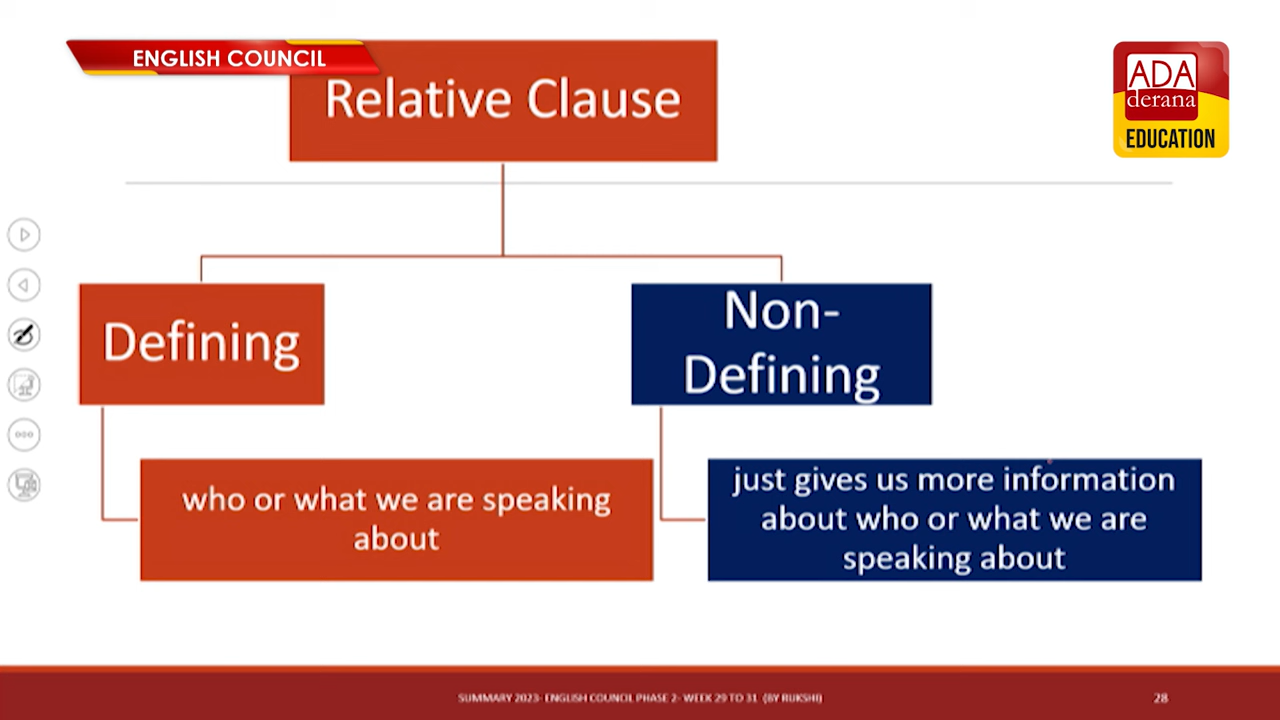 ENGLISH COUNCIL
Relative Clause
ADA
derana
EDUCATION
Defining
Non-
Defining
who or what we are speaking
about
just gives us more information
about who or what we are
speaking about
SUMMARY 2023- ENGLISH COUNCIL PHASE 2- WEEK 29 TO 31 (BY RUKSHI)
28